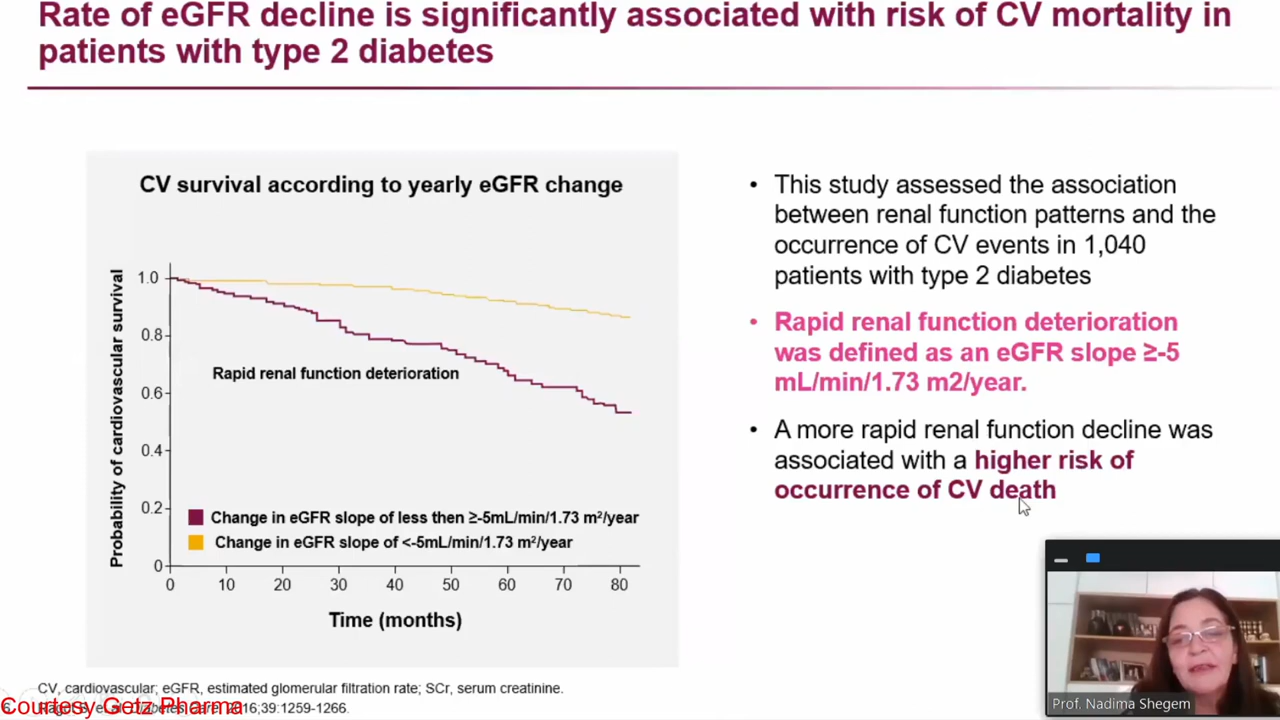 Rate of eGFR decline is significantly associated with risk of CV mortality in
patients with type 2 diabetes
CV survival according to yearly eGFR change
Probability of cardiovascular survival
1.0
0.8
0.6
0.4
0.2
0
Rapid renal function deterioration
Change in eGFR slope of less then ≥-5mL/min/1.73 m²/year
Change in eGFR slope of <-5mL/min/1.73 m²/year
0 10 20 30 40 50 60 70 80
Time (months)
• This study assessed the association
between renal function patterns and the
occurrence of CV events in 1,040
patients with type 2 diabetes
• Rapid renal function deterioration
was defined as an eGFR slope ≥-5
mL/min/1.73 m2/year.
• A more rapid renal function decline was
associated with a higher risk of
occurrence of CV death
CV, cardiovascular; eGFR, estimated glomerular filtration rate; SCr, serum creatinine.
Courtesy Getz Pharma
2016;39:1259-1266.
Prof. Nadima Shegem